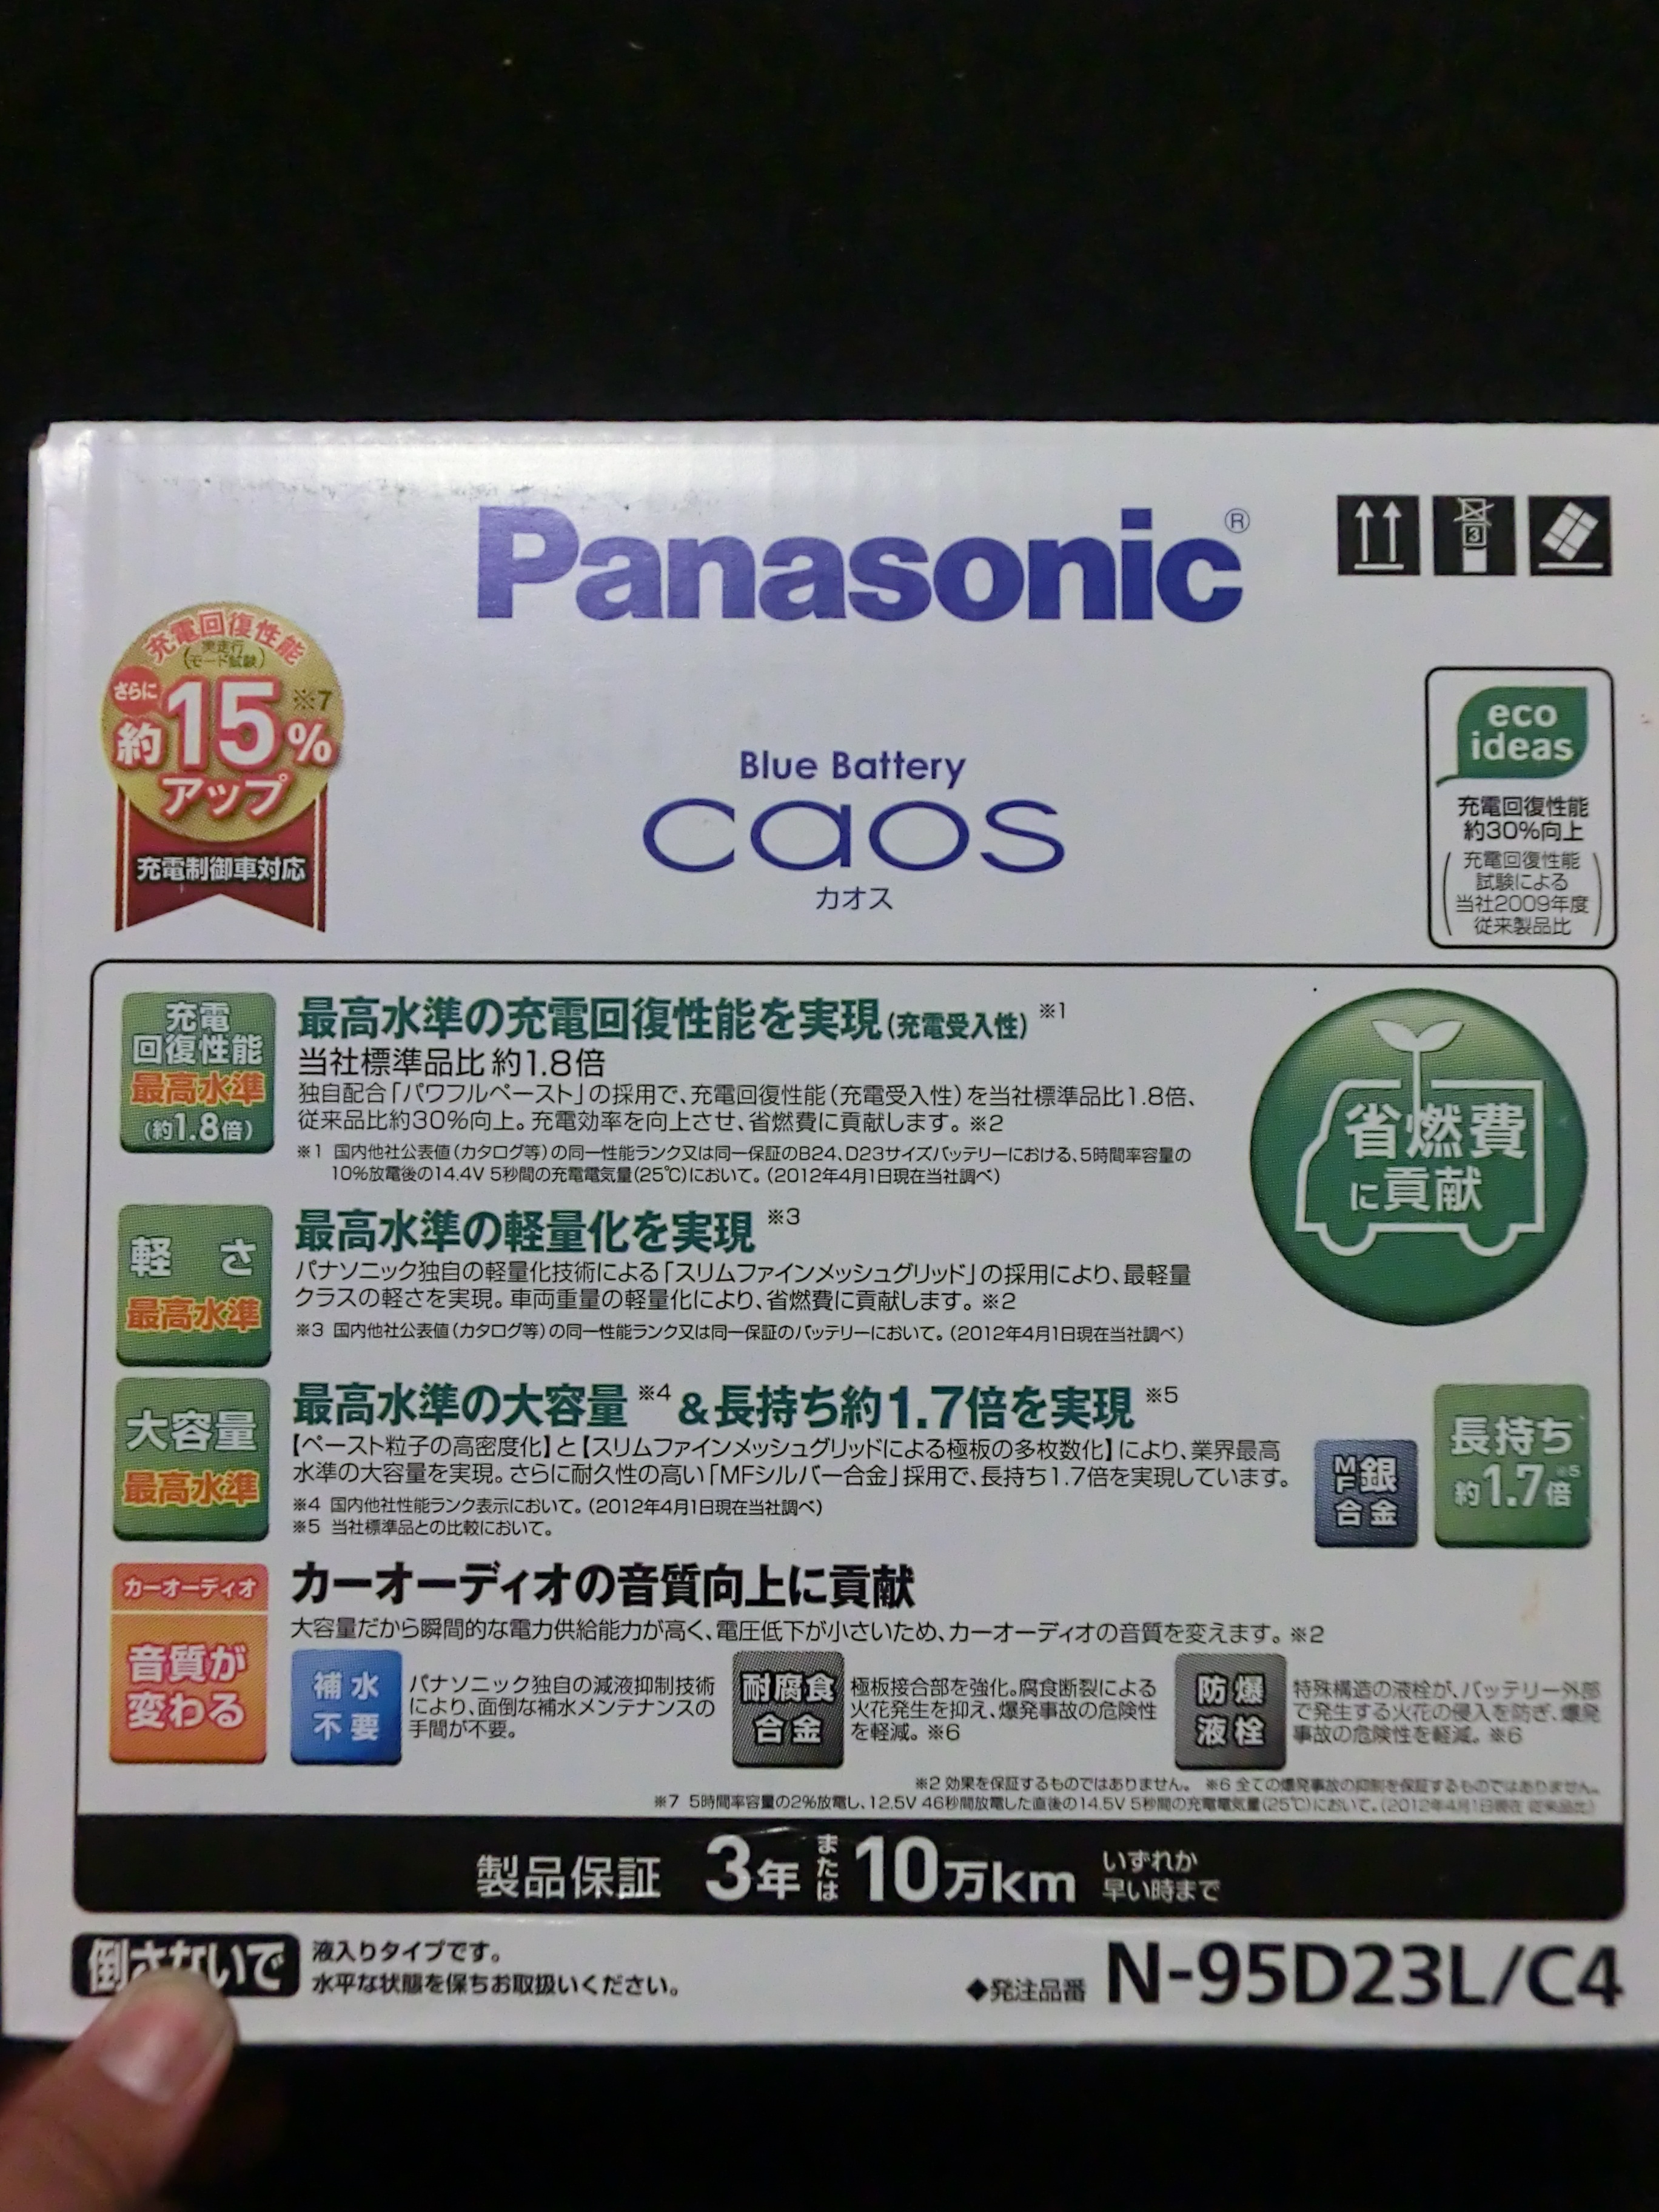 Panasonic®
3
充電回復性能
(実走行
モード試験)
さらに
約15%※7
アップ
充電制御車対応
Blue Battery
caos
カオス
eco
ideas
充電回復性能
約30%向上
(充電回復性能
試験による
当社2009年度
従来製品比)
充電
回復性能
最高水準
(約1.8倍)
最高水準の充電回復性能を実現(充電受入性)※1
当社標準品比 約1.8倍
独自配合「パワフルペースト」の採用で、充電回復性能(充電受入性)を当社標準品比1.8倍、
従来品比約30%向上。充電効率を向上させ、省燃費に貢献します。※2
※1 国内他社公表値(カタログ等)の同一性能ランク又は同一保証のB24、D23サイズバッテリーにおける、5時間率容量の
10%放電後の14.4V 5秒間の充電電気量(25℃)において。(2012年4月1日現在当社調べ)
省燃費
に貢献
軽さ
最高水準
最高水準の軽量化を実現※3
パナソニック独自の軽量化技術による「スリムファインメッシュグリッド」の採用により、最軽量
クラスの軽さを実現。車両重量の軽量化により、省燃費に貢献します。※2
※3 国内他社公表値(カタログ等)の同一性能ランク又は同一保証のバッテリーにおいて。(2012年4月1日現在当社調べ)
大容量
最高水準
最高水準の大容量※4&長持ち約1.7倍を実現※5
【ペースト粒子の高密度化】と【スリムファインメッシュグリッドによる極板の多枚数化】により、業界最高
水準の大容量を実現。さらに耐久性の高い「MFシルバー合金」採用で、長持ち1.7倍を実現しています。
※4 国内他社性能ランク表示において。(2012年4月1日現在当社調べ)
※5 当社標準品との比較において。
MF銀
合金
長持ち
約1.7倍※5
カーオーディオ
音質が
変わる
カーオーディオの音質向上に貢献
大容量だから瞬間的な電力供給能力が高く、電圧低下が小さいため、カーオーディオの音質を変えます。※2
補水
不要
パナソニック独自の減液抑制技術
により、面倒な補水メンテナンスの
手間が不要。
耐腐食
合金
極板接合部を強化。腐食断裂による
火花発生を抑え、爆発事故の危険性
を軽減。※6
防爆
液栓
特殊構造の液栓が、バッテリー外部
で発生する火花の侵入を防ぎ、爆発
事故の危険性を軽減。※6
※2 効果を保証するものではありません。 ※6 全ての爆発事故の抑制を保証するものではありません。
※7 5時間率容量の2%放電し、12.5V 46秒間放電した直後の14.5V 5秒間の充電電気量(25℃)において。(2012年4月1日現在 従来品比)
製品保証 3年または10万km いずれか
早い時まで
倒さないで
液入りタイプです。
水平な状態を保ちお取扱いください。
◆発注品番 N-95D23L/C4